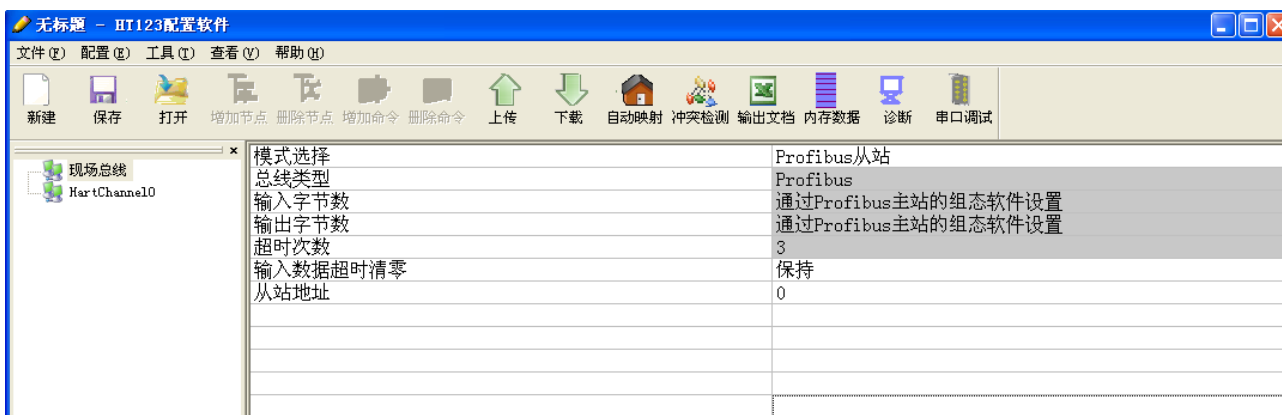 无标题 - HT123配置软件
文件(F) 配置(E) 工具(T) 查看(V) 帮助(H)
新建 保存 打开 增加节点 删除节点 增加命令 删除命令 上传 下载 自动映射 冲突检测 输出文档 内存数据 诊断 串口调试
现场总线
HartChannel0
模式选择 Profibus从站
总线类型 Profibus
输入字节数 通过Profibus主站的组态软件设置
输出字节数 通过Profibus主站的组态软件设置
超时次数 3
输入数据超时清零 保持
从站地址 0